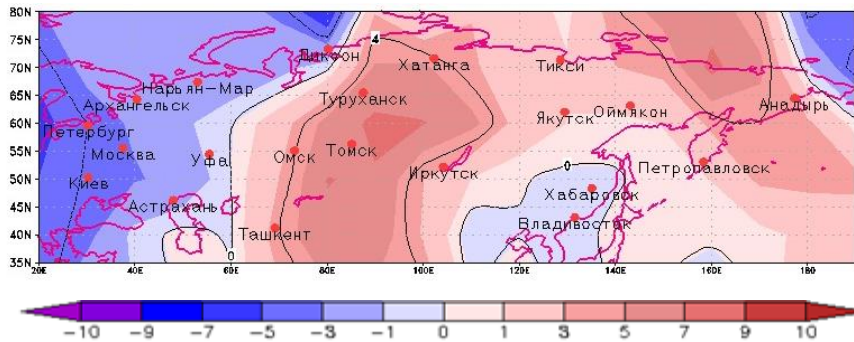 80N
75N
4
Диксон
Хатанга
Тикси
70N
Нарьян-Мар
65N
Архангельск
Туруханск
Якутск
Оймякон
Анадырь
60N
Петербург
55N
Москва
Уфа
Омск
Томск
Иркутск
Петропавловск
0
50N
Киев
Хабаровск
45N
Астрахань
Владивосток
40N
Ташкент
35N
0
20E
40E
60E
80E
100E
120E
140E
160E
180
-10
-9
-7
-5
-3
-1
0
1
3
5
7
9
10